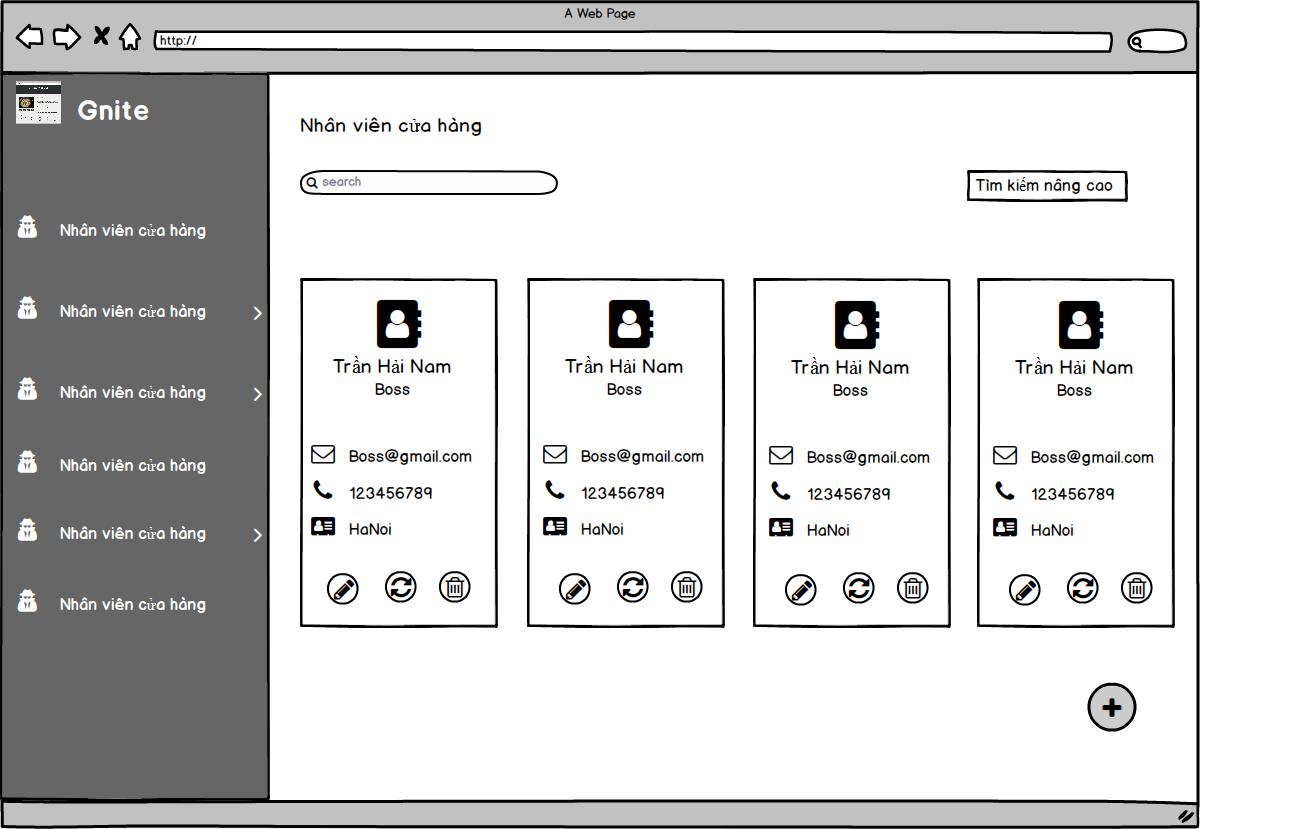 A Web Page
http://
Gnite
Nhân viên cửa hàng
Nhân viên cửa hàng
Nhân viên cửa hàng
Nhân viên cửa hàng
Nhân viên cửa hàng
Nhân viên cửa hàng
Nhân viên cửa hàng
search
Tìm kiếm nâng cao
Trần Hải Nam
Boss
Boss@gmail.com
123456789
HaNoi
Trần Hải Nam
Boss
Boss@gmail.com
123456789
HaNoi
Trần Hải Nam
Boss
Boss@gmail.com
123456789
HaNoi
Trần Hải Nam
Boss
Boss@gmail.com
123456789
HaNoi